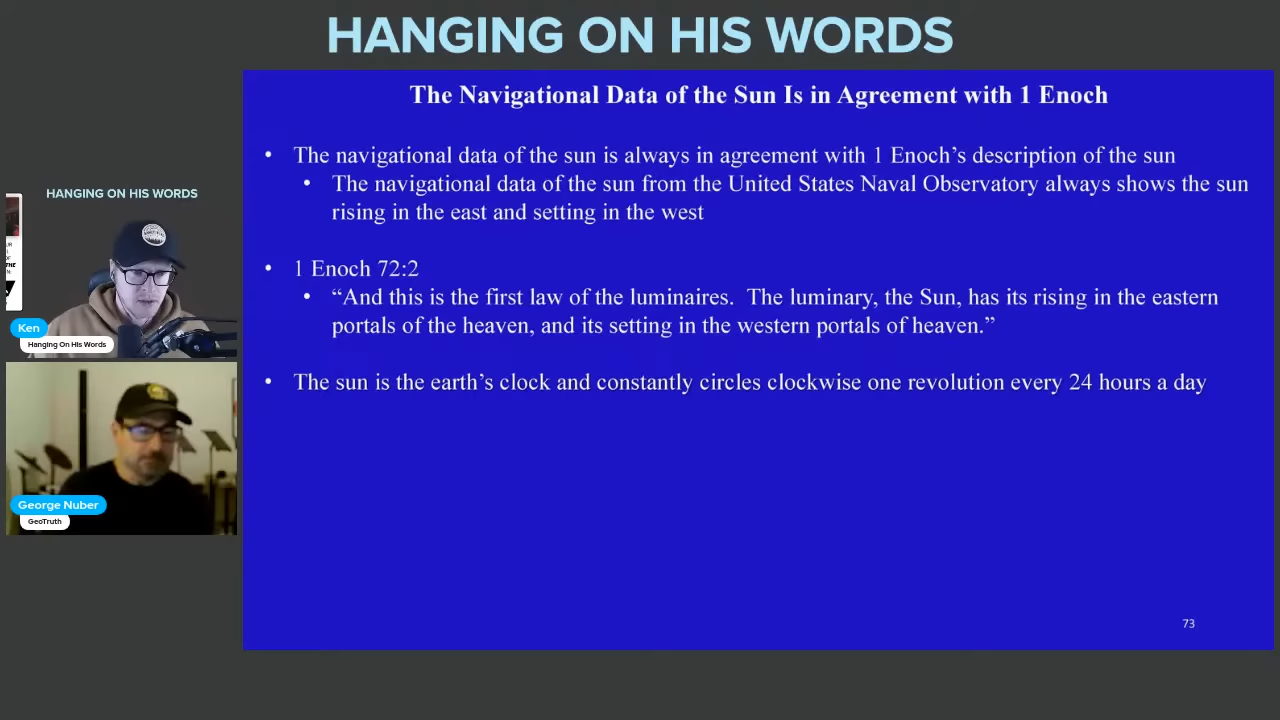 HANGING ON HIS WORDS
The Navigational Data of the Sun Is in Agreement with 1 Enoch
• The navigational data of the sun is always in agreement with 1 Enoch’s description of the sun
• The navigational data of the sun from the United States Naval Observatory always shows the sun
rising in the east and setting in the west
• 1 Enoch 72:2
• “And this is the first law of the luminaires.  The luminary, the Sun, has its rising in the eastern
portals of the heaven, and its setting in the western portals of heaven.”
• The sun is the earth’s clock and constantly circles clockwise one revolution every 24 hours a day
73
HANGING ON HIS WORDS
Ken
Hanging On His Words
George Nuber
GeoTruth